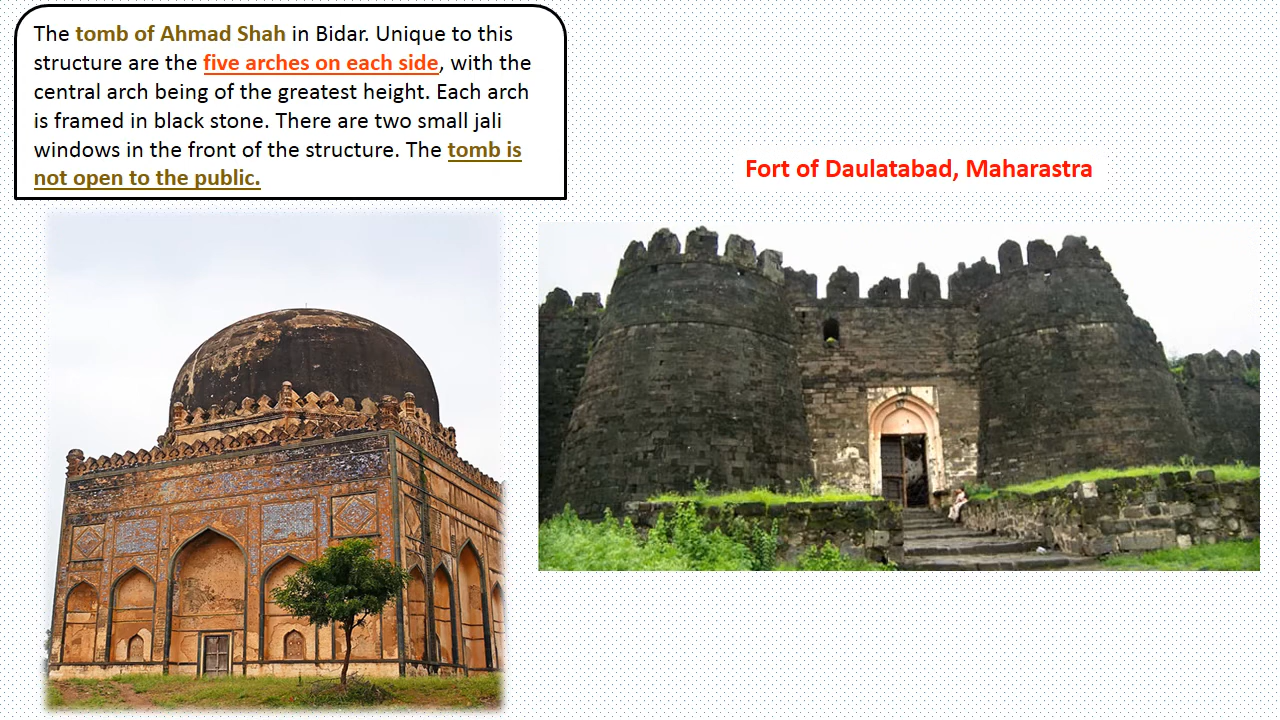 The tomb of Ahmad Shah in Bidar. Unique to this
structure are the five arches on each side, with the
central arch being of the greatest height. Each arch
is framed in black stone. There are two small jali
windows in the front of the structure. The tomb is
not open to the public.
Fort of Daulatabad, Maharastra